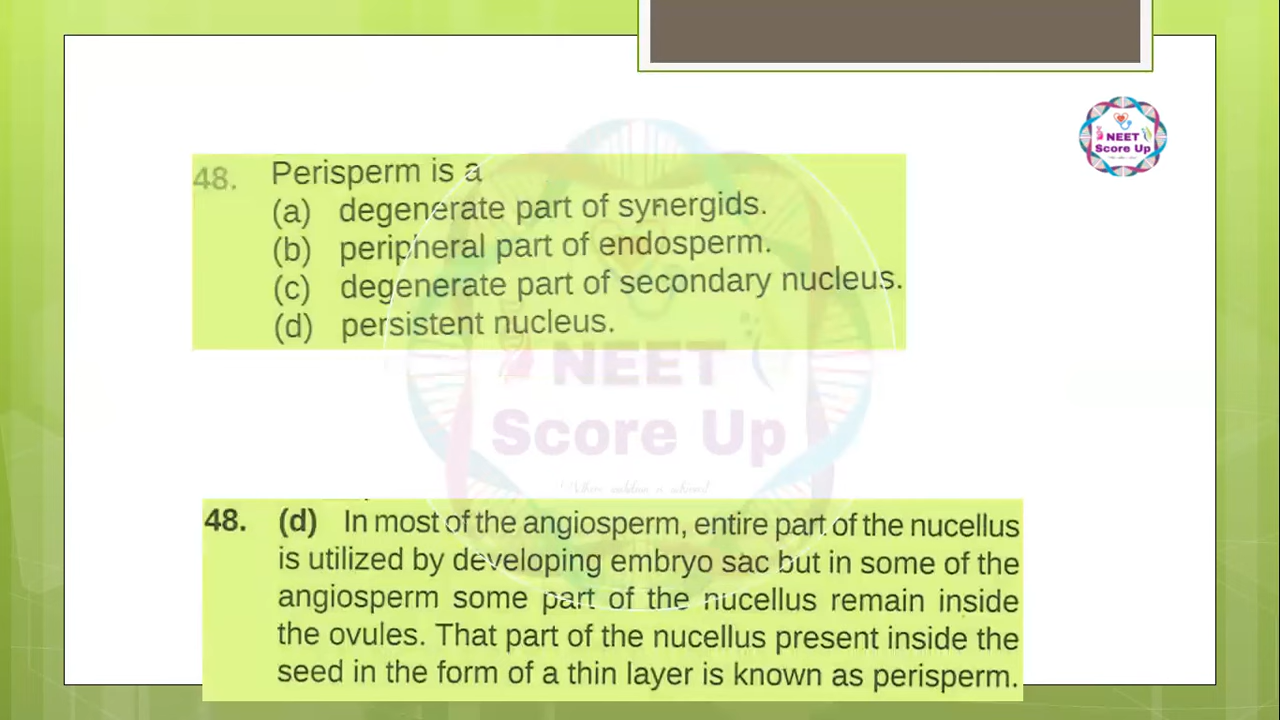 NEET
Score Up
48. Perisperm is a
(a) degenerate part of synergids.
(b) peripheral part of endosperm.
(c) degenerate part of secondary nucleus.
(d) persistent nucleus.
NEET
Score Up
48. (d) In most of the angiosperm, entire part of the nucellus
is utilized by developing embryo sac but in some of the
angiosperm some part of the nucellus remain inside
the ovules. That part of the nucellus present inside the
seed in the form of a thin layer is known as perisperm.